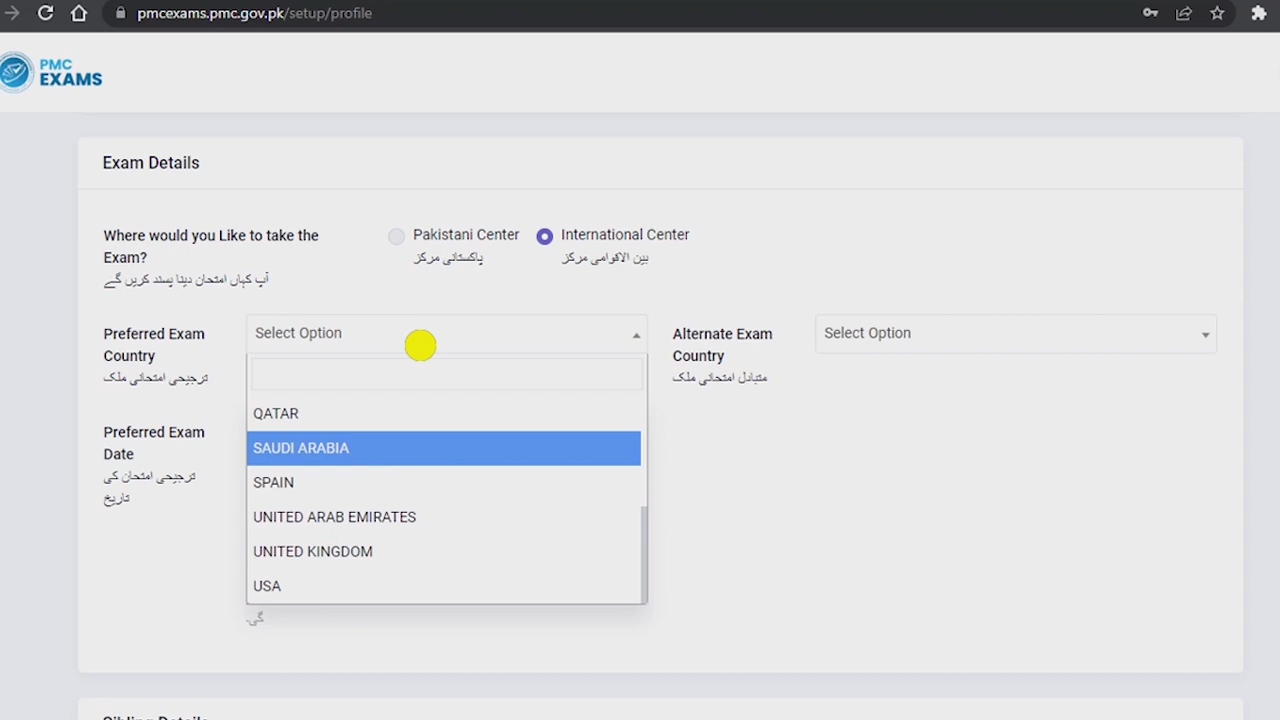 pmcexams.pmc.gov.pk/setup/profile
PMC
EXAMS
Exam Details
Where would you Like to take the
Exam?
آپ کہاں امتحان دینا پسند کریں گے
Pakistani Center
پاکستانی مرکز
International Center
بین الاقوامی مرکز
Preferred Exam
Country
ترجیحی امتحانی ملک
Select Option
QATAR
SAUDI ARABIA
SPAIN
UNITED ARAB EMIRATES
UNITED KINGDOM
USA
Alternate Exam
Country
متبادل امتحانی ملک
Select Option
Preferred Exam
Date
ترجیحی امتحان کی
تاریخ
گی۔
Sibling Details